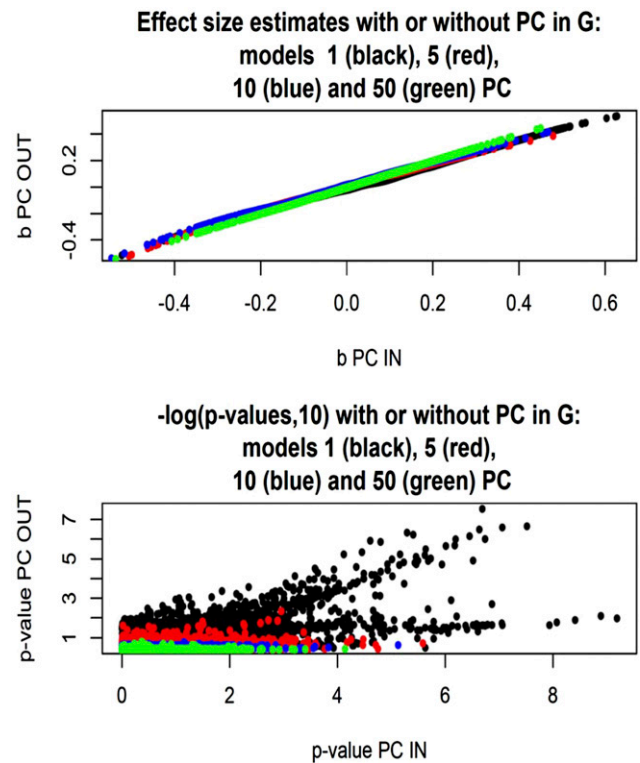 Effect size estimates with or without PC in G:
models 1 (black), 5 (red),
10 (blue) and 50 (green) PC
b PC OUT
0.2
-0.4
-0.4 -0.2 0.0 0.2 0.4 0.6
b PC IN
-log(p-values,10) with or without PC in G:
models 1 (black), 5 (red),
10 (blue) and 50 (green) PC
p-value PC OUT
7
5
3
1
0 2 4 6 8
p-value PC IN